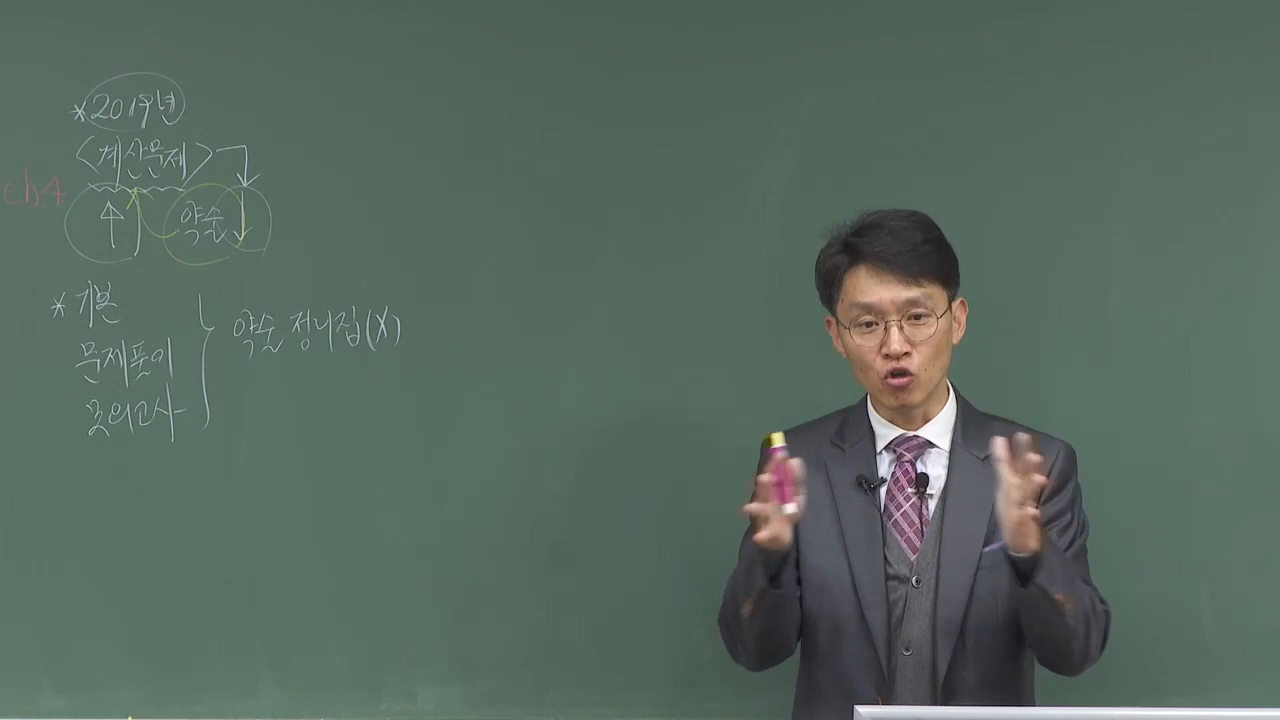 *2019년
<계산문제>
ch4
↑ 약술 ↓
* 기본
문제풀이
모의고사
약술 정리집(X)